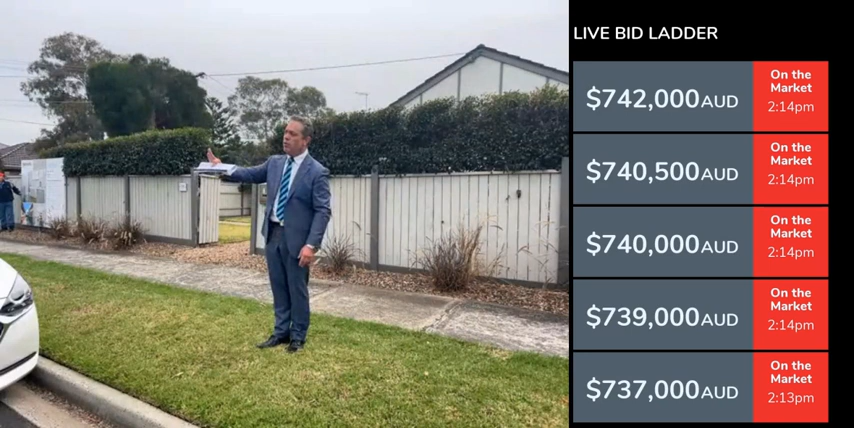 LIVE BID LADDER
$742,000AUD
On the
Market
2:14pm
$740,500AUD
On the
Market
2:14pm
$740,000AUD
On the
Market
2:14pm
$739,000AUD
On the
Market
2:14pm
$737,000AUD
On the
Market
2:13pm